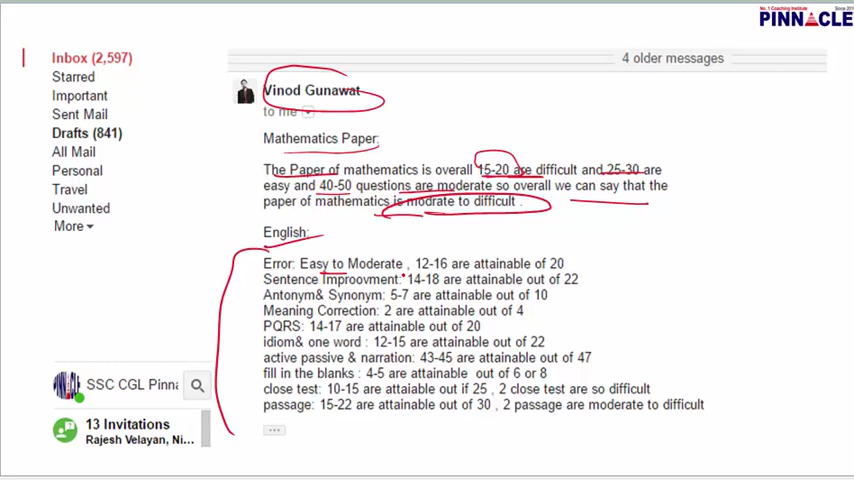 No. 1 Coaching Institute
PINNACLE
Inbox (2,597)
Starred
Important
Sent Mail
Drafts (841)
All Mail
Personal
Travel
Unwanted
More
SSC CGL Pinna
13 Invitations
Rajesh Velayan, Ni...
4 older messages
Vinod Gunawat
to me
Mathematics Paper:
The Paper of mathematics is overall 15-20 are difficult and 25-30 are
easy and 40-50 questions are moderate so overall we can say that the
paper of mathematics is modrate to difficult .
English:
Error: Easy to Moderate , 12-16 are attainable of 20
Sentence Improovment: 14-18 are attainable out of 22
Antonym& Synonym: 5-7 are attainable out of 10
Meaning Correction: 2 are attainable out of 4
PQRS: 14-17 are attainable out of 20
idiom& one word : 12-15 are attainable out of 22
active passive & narration: 43-45 are attainable out of 47
fill in the blanks : 4-5 are attainable out of 6 or 8
close test: 10-15 are attaiable out if 25 , 2 close test are so difficult
passage: 15-22 are attainable out of 30 , 2 passage are moderate to difficult